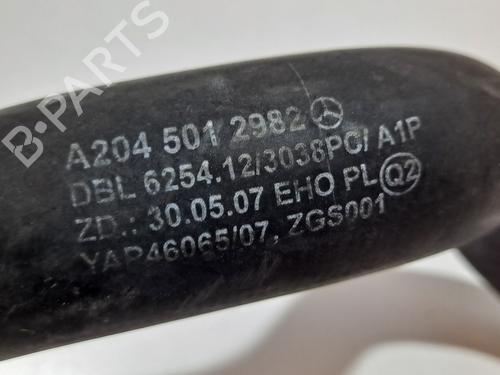 B-PARTS
A204 501 2982
DBL 6254.12/3038PC/ A1P
ZD.: 30.05.07 EHO PL Q2
YAP46065/07, ZGS001